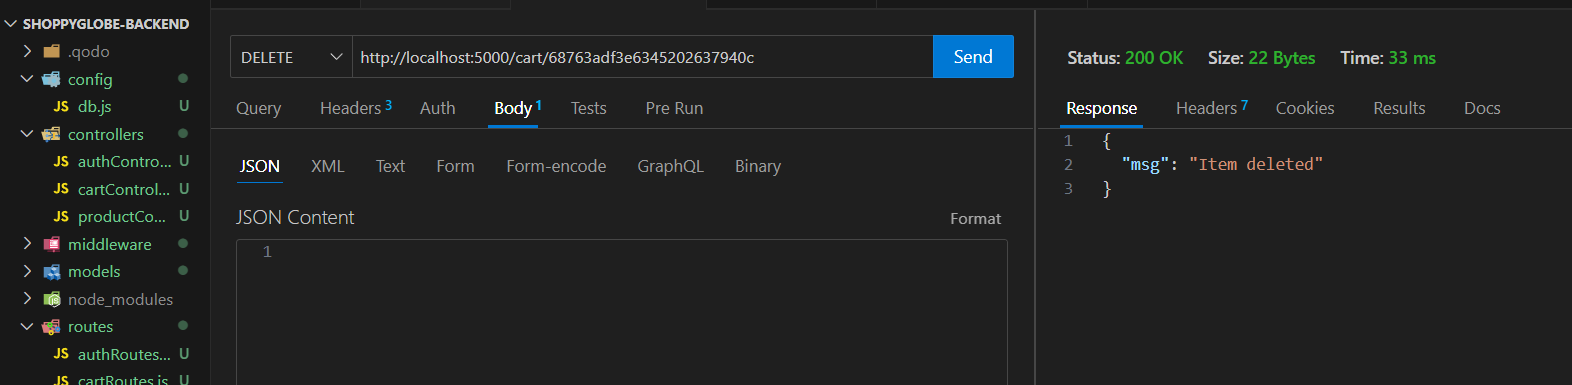 SHOPPYGLOBE-BACKEND
.qodo
config
JS db.js U
controllers
JS authContro... U
JS cartControl... U
JS productCo... U
middleware
models
node_modules
routes
JS authRoutes... U
JS cartRoutes.js U
DELETE http://localhost:5000/cart/68763adf3e6345202637940c Send
Query Headers 3 Auth Body 1 Tests Pre Run
JSON XML Text Form Form-encode GraphQL Binary
JSON Content Format
1
Status: 200 OK Size: 22 Bytes Time: 33 ms
Response Headers 7 Cookies Results Docs
1 {
2 "msg": "Item deleted"
3 }